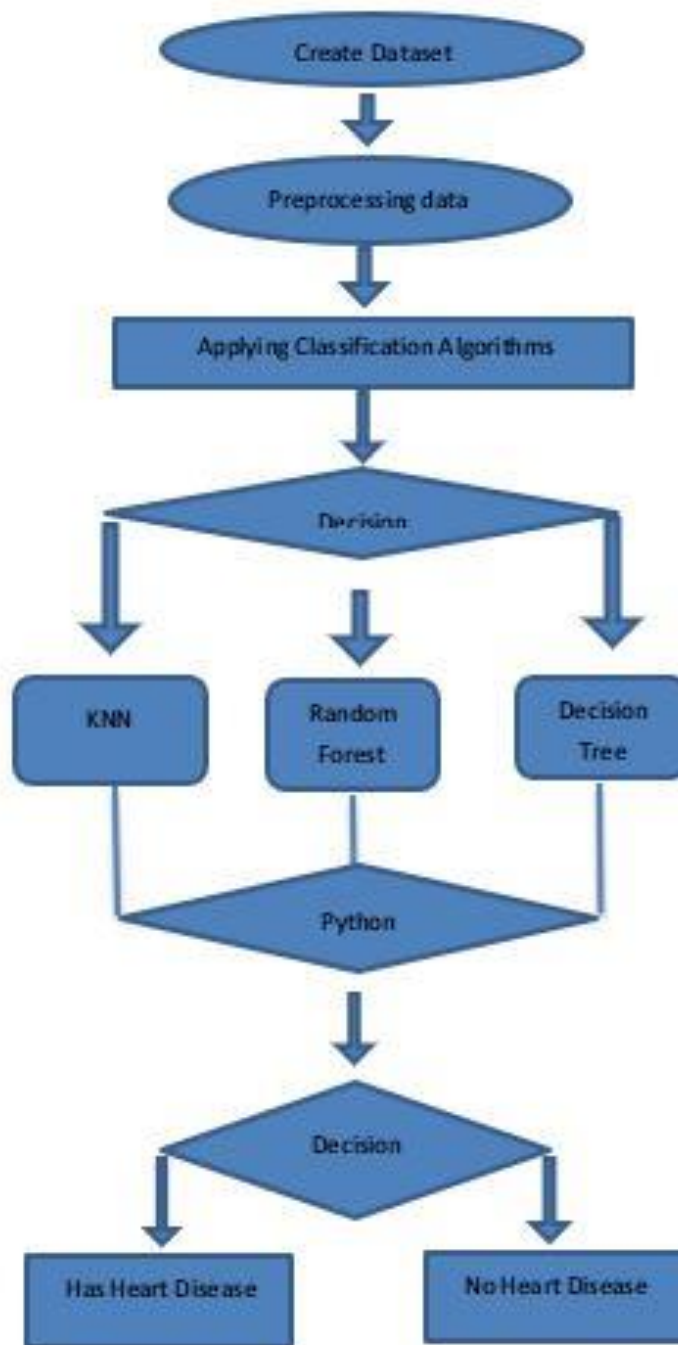 Create Dataset
Preprocessing data
Applying Classification Algorithms
Decision
KNN
Random
Forest
Decision
Tree
Python
Decision
Has Heart Disease
No Heart Disease